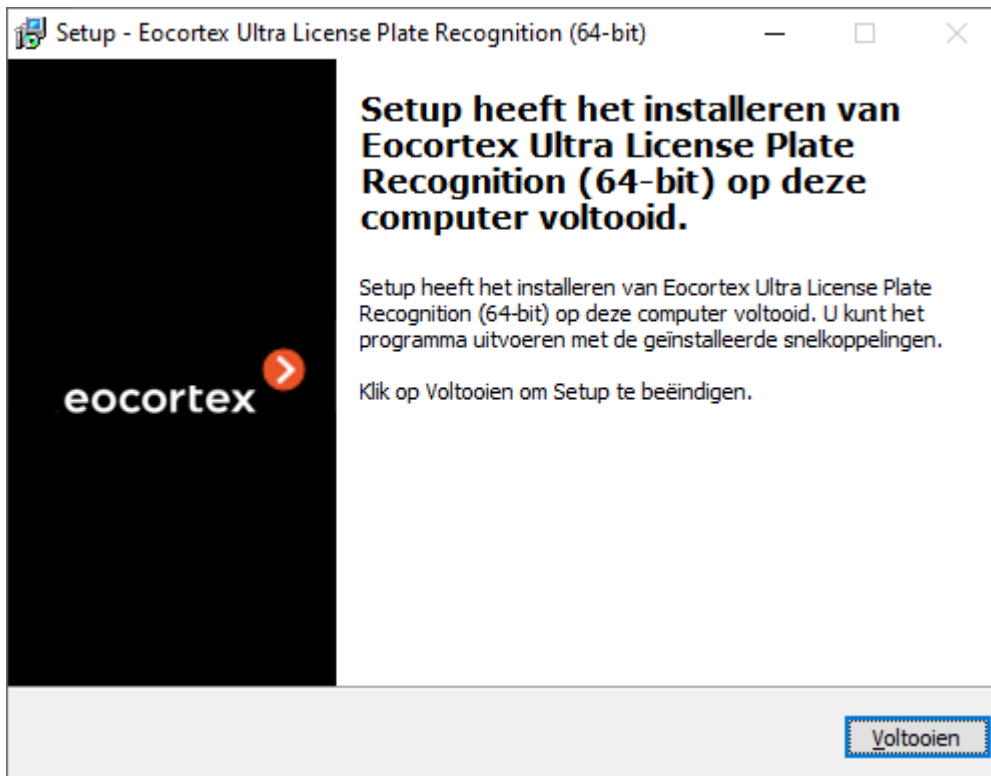 Setup - Eocortex Ultra License Plate Recognition (64-bit)
Setup heeft het installeren van
Eocortex Ultra License Plate
Recognition (64-bit) op deze
computer voltooid.
Setup heeft het installeren van Eocortex Ultra License Plate
Recognition (64-bit) op deze computer voltooid. U kunt het
programma uitvoeren met de geïnstalleerde snelkoppelingen.
Klik op Voltooien om Setup te beëindigen.
eocortex
Voltooien